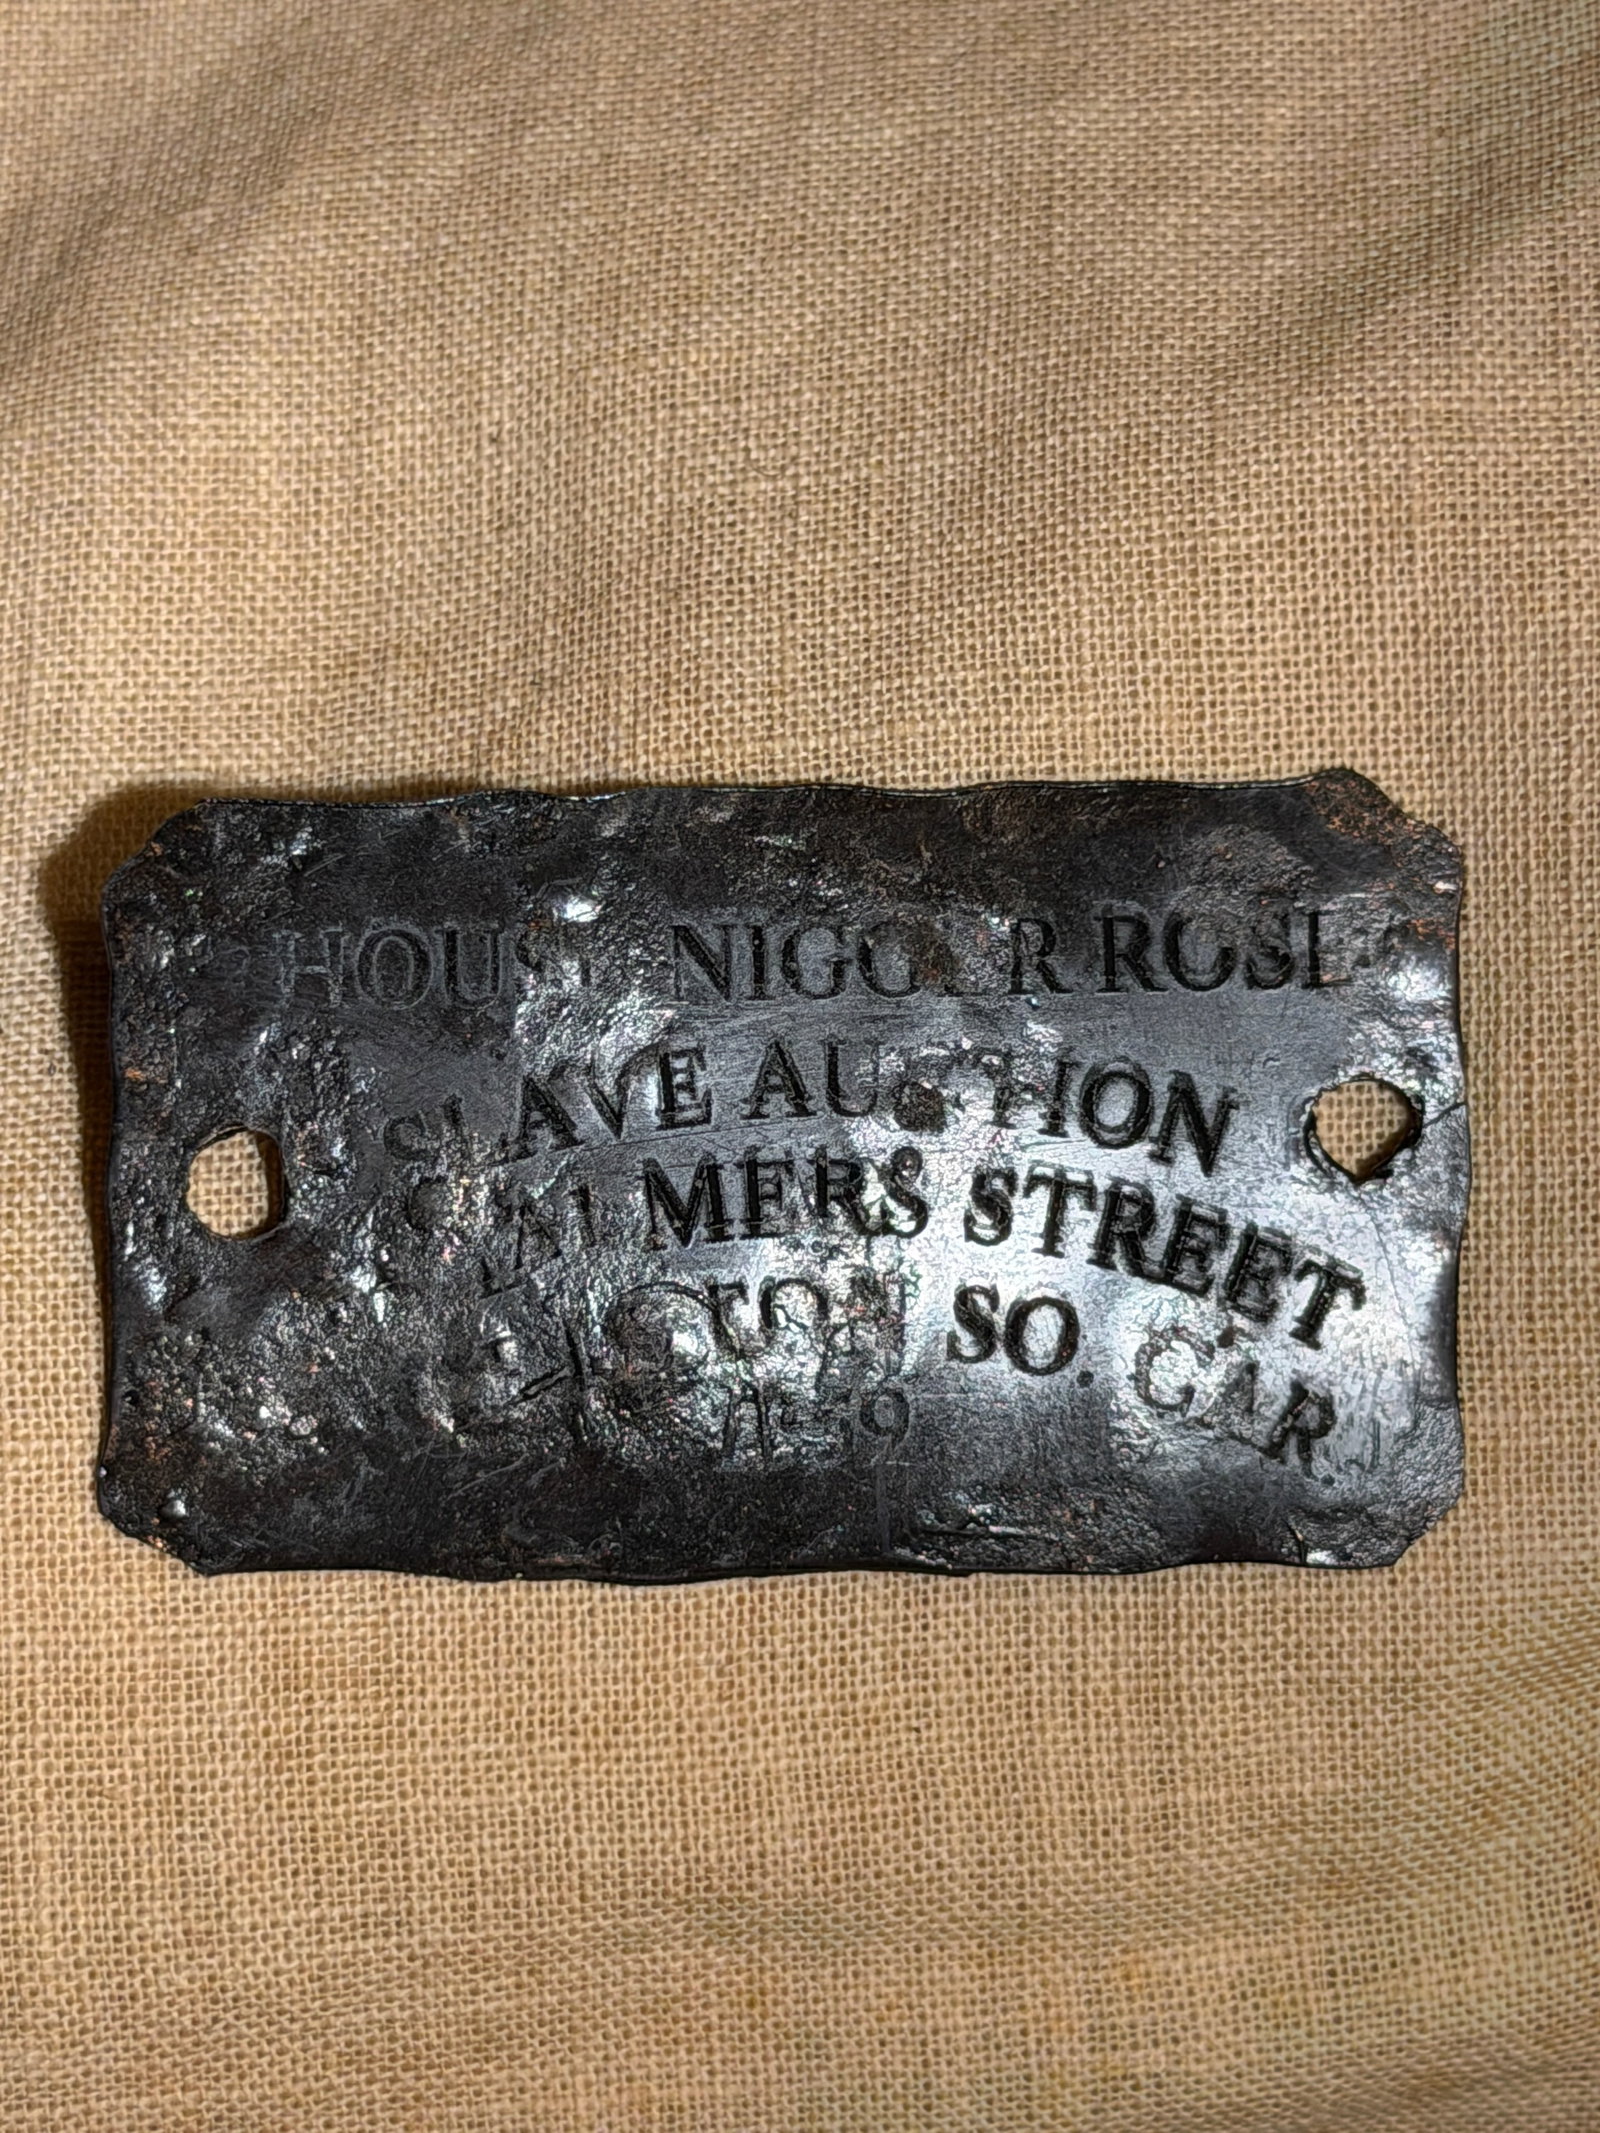 HOUSE NIGGER ROSE
SLAVE AUCTION
CHALMERS STREET
SO. CAR.